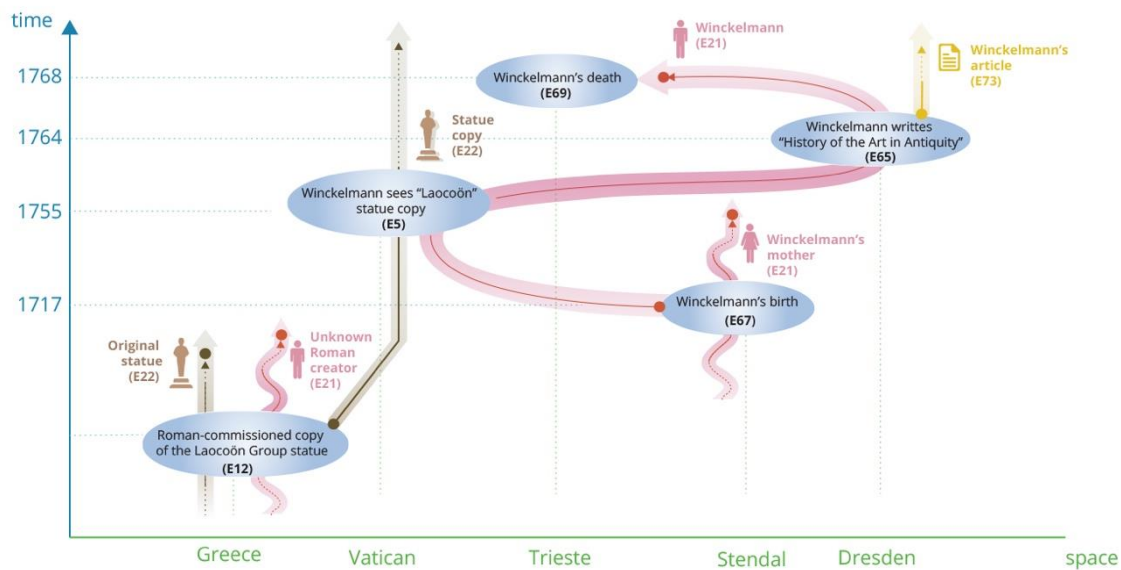 time
1768
1764
1755
1717
Winckelmann
(E21)
Winckelmann's
article
(E73)
Winckelmann's death
(E69)
Statue
copy
(E22)
Winckelmann writtes
"History of the Art in Antiquity"
(E65)
Winckelmann sees "Laocoön"
statue copy
(E5)
Winckelmann's
mother
(E21)
Winckelmann's birth
(E67)
Original
statue
(E22)
Unknown
Roman
creator
(E21)
Roman-commissioned copy
of the Laocoön Group statue
(E12)
Greece
Vatican
Trieste
Stendal
Dresden
space